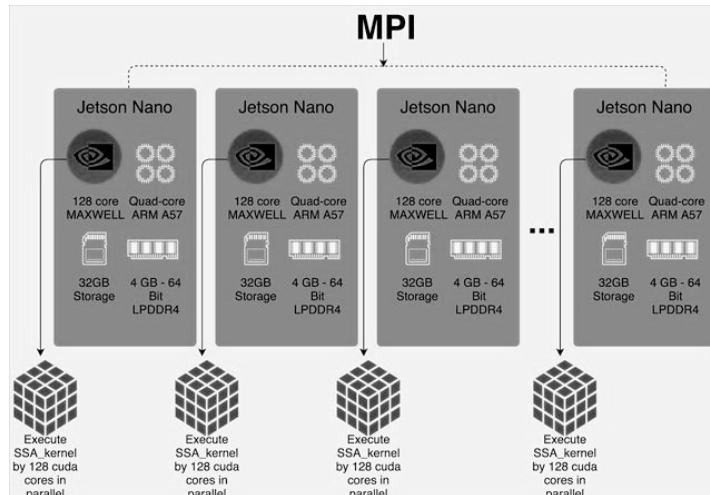 MPI
Jetson Nano
128 core
MAXWELL
Quad-core
ARM A57
32GB
Storage
4 GB - 64
Bit
LPDDR4
Jetson Nano
128 core
MAXWELL
Quad-core
ARM A57
32GB
Storage
4 GB - 64
Bit
LPDDR4
Jetson Nano
128 core
MAXWELL
Quad-core
ARM A57
32GB
Storage
4 GB - 64
Bit
LPDDR4
...
Jetson Nano
128 core
MAXWELL
Quad-core
ARM A57
32GB
Storage
4 GB - 64
Bit
LPDDR4
Execute
SSA_kernel
by 128 cuda
cores in
parallel
Execute
SSA_kernel
by 128 cuda
cores in
parallel
Execute
SSA_kernel
by 128 cuda
cores in
parallel
Execute
SSA_kernel
by 128 cuda
cores in
parallel